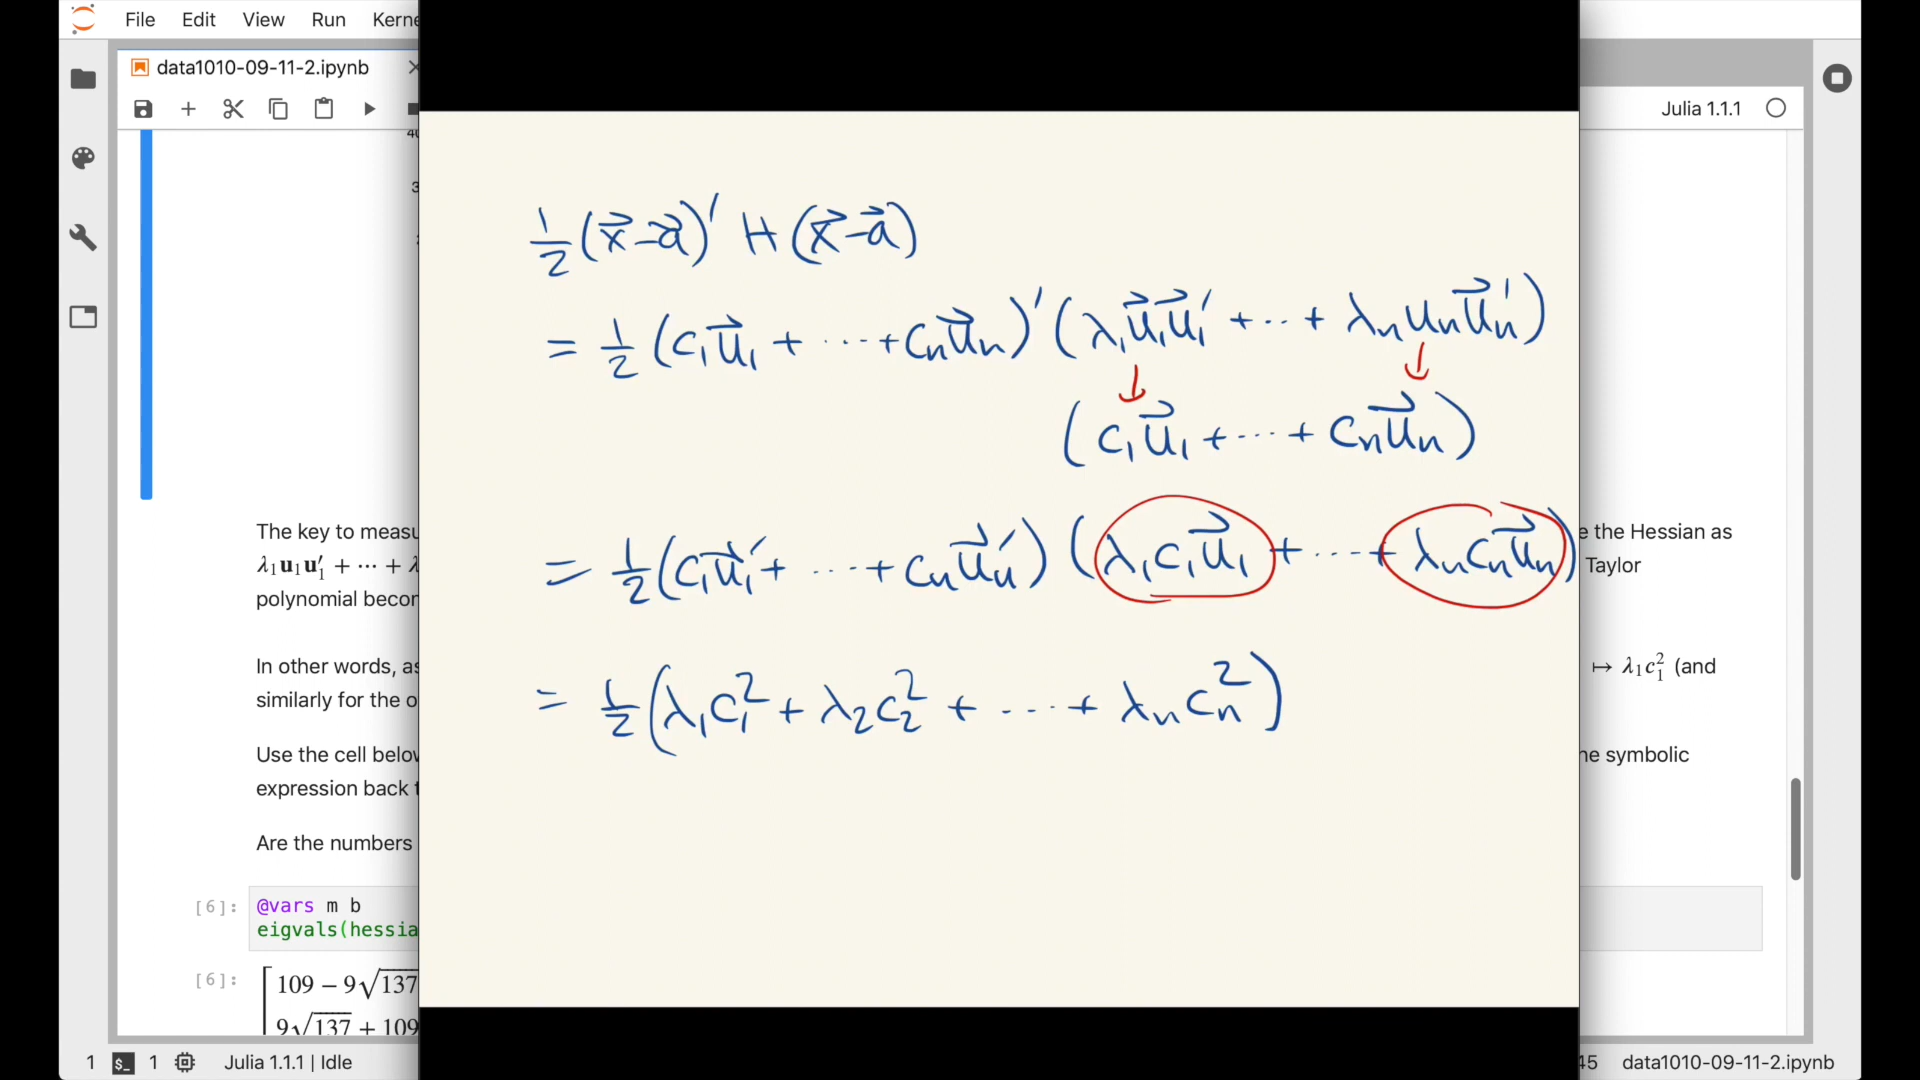 File Edit View Run Kerne
data1010-09-11-2.ipynb
Julia 1.1.1
½(x⃗−a⃗)′ H (x⃗−a⃗)
= ½ (c₁u⃗₁ + ··· + cₙu⃗ₙ)′ (λ₁u⃗₁u⃗₁′ + ·· + λₙuₙu⃗ₙ′)
(c₁u⃗₁ + ··· + cₙu⃗ₙ)
= ½ (c₁u⃗₁′ + ··· + cₙu⃗ₙ′) (λ₁c₁u⃗₁ + ··· + λₙcₙu⃗ₙ)
= ½ (λ₁c₁² + λ₂c₂² + ··· + λₙcₙ²)
The key to measu
e the Hessian as
λ₁u₁u₁′ + ··· + λ
Taylor
polynomial becor
In other words, as
↦ λ₁c₁² (and
similarly for the o
Use the cell below
he symbolic
expression back t
Are the numbers
[6]: @vars m b
eigvals(hessia
[6]: 109 − 9√137
9√137 + 109
1 $_ 1 Julia 1.1.1 | Idle
45 data1010-09-11-2.ipynb